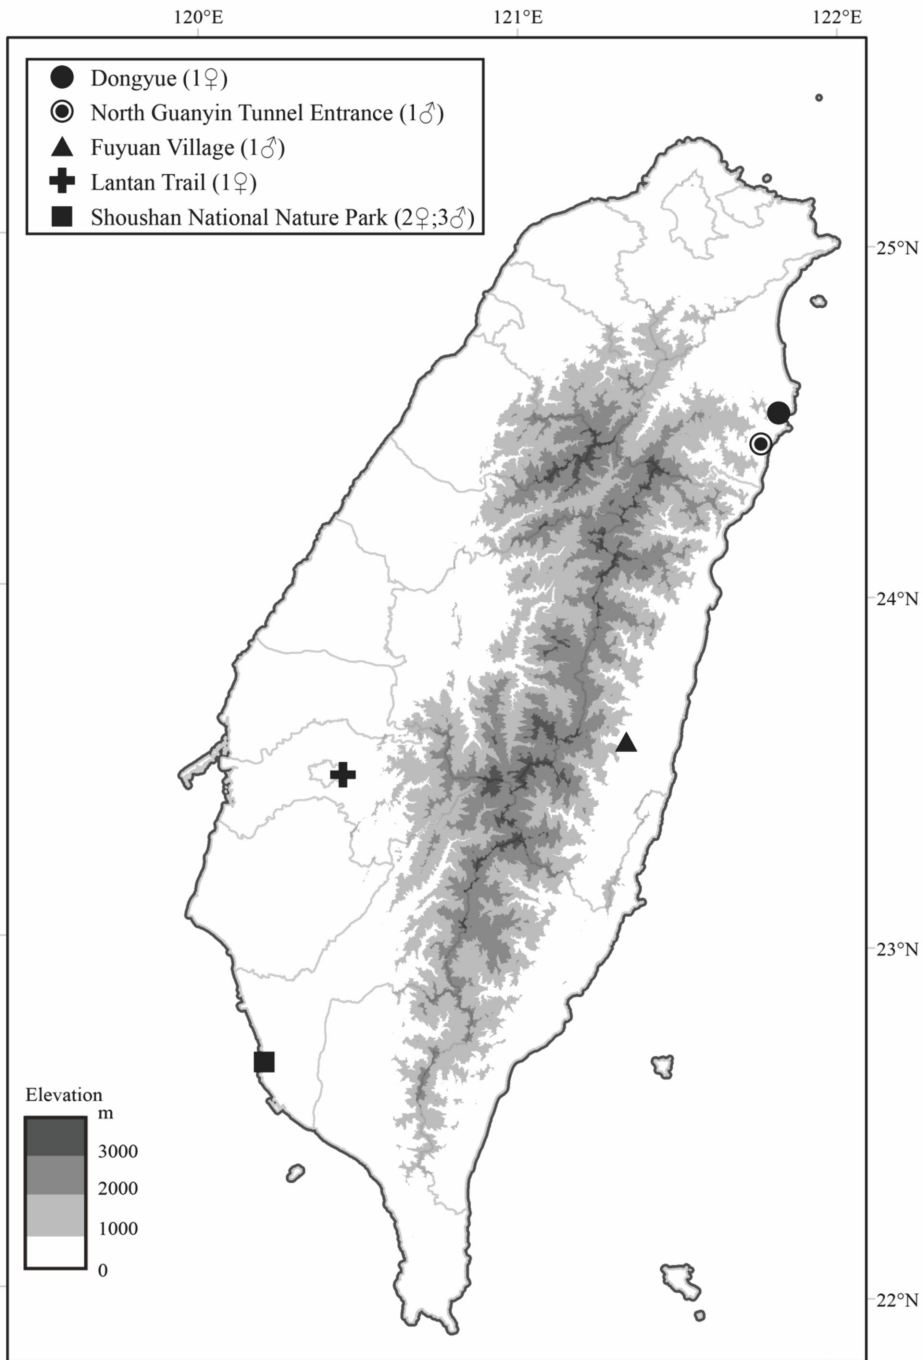 120°E 121°E 122°E
Dongyue (1♀)
North Guanyin Tunnel Entrance (1♂)
Fuyuan Village (1♂)
Lantan Trail (1♀)
Shoushan National Nature Park (2♀;3♂)
25°N
24°N
23°N
22°N
Elevation
m
3000
2000
1000
0